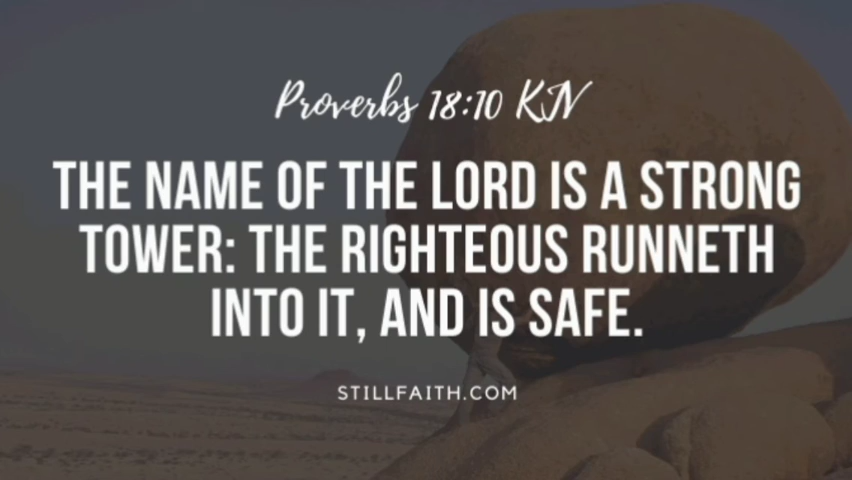 Proverbs 18:10 KJV
THE NAME OF THE LORD IS A STRONG
TOWER: THE RIGHTEOUS RUNNETH
INTO IT, AND IS SAFE.
STILLFAITH.COM